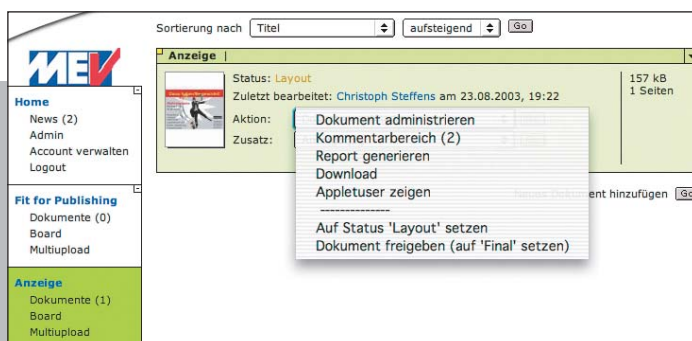 Sortierung nach Titel aufsteigend Go
MEV
Anzeige |
Status: Layout
157 kB
Zuletzt bearbeitet: Christoph Steffens am 23.08.2003, 19:22
1 Seiten
Aktion:
Zusatz:
Dokument administrieren
Kommentarbereich (2)
Report generieren
Download
Appletuser zeigen
--------------
Auf Status 'Layout' setzen
Dokument freigeben (auf 'Final' setzen)
hinzufügen
Home
News (2)
Admin
Account verwalten
Logout
Fit for Publishing
Dokumente (0)
Board
Multiupload
Anzeige
Dokumente (1)
Board
Multiupload